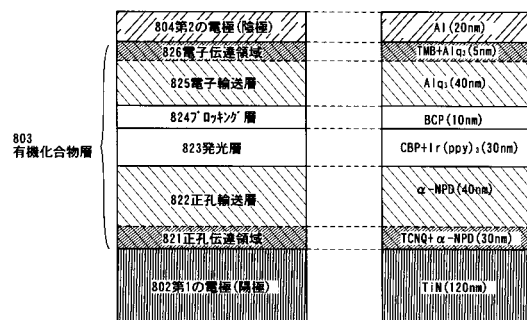 804第2の電極(陰極)
826電子伝達領域
825電子輸送層
824ブロッキング層
823発光層
822正孔輸送層
821正孔伝達領域
802第1の電極(陽極)
803
有機化合物層
Al(20nm)
TMB+Alq₃(5nm)
Alq₃(40nm)
BCP(10nm)
CBP+Ir(ppy)₃(30nm)
α-NPD(40nm)
TCNQ+α-NPD(30nm)
TiN(120nm)